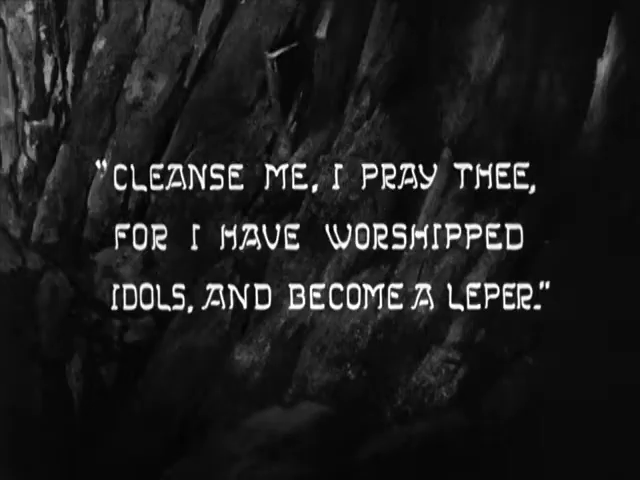 "CLEANSE ME, I PRAY THEE,
FOR I HAVE WORSHIPPED
IDOLS, AND BECOME A LEPER."